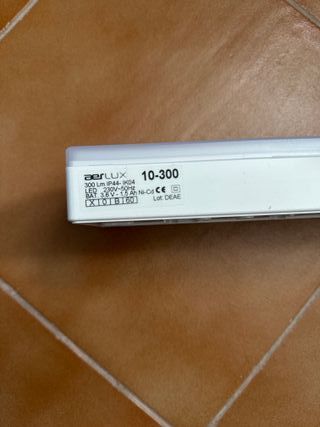 aerLUX 10-300
300 Lm IP44- IK04
LED 230V~50Hz
BAT. 3,6 V - 1,5 Ah Ni-Cd CE
X 0 B 60 Lot: DEAE